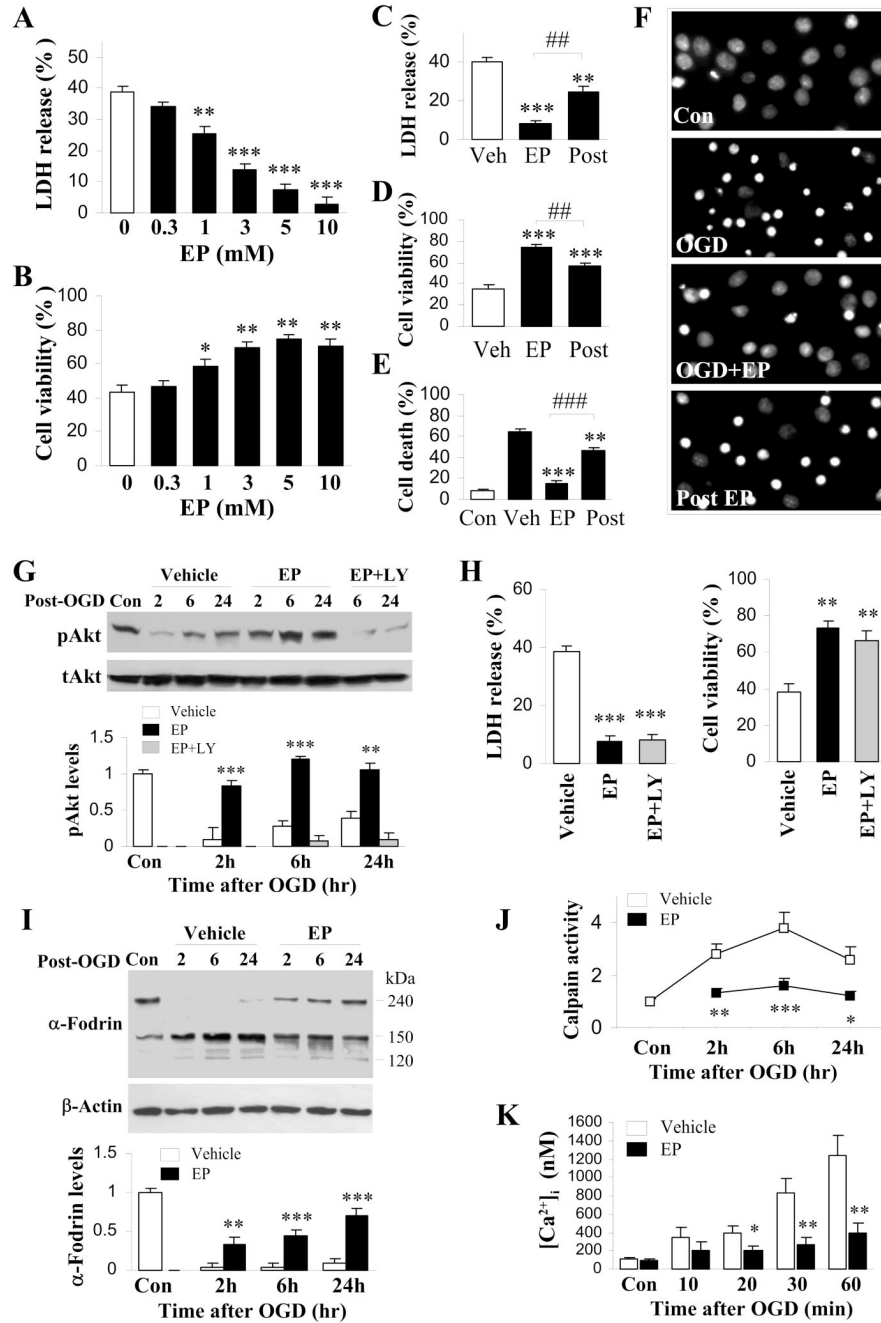 A
LDH release (%)
50
40
30
20
10
0
** *** *** ***
0 0.3 1 3 5 10
EP (mM)
B
Cell viability (%)
100
80
60
40
20
0
* ** ** **
0 0.3 1 3 5 10
EP (mM)
C
LDH release (%)
60
40
20
0
##
*** **
Veh EP Post
D
Cell viability (%)
100
80
60
40
20
0
##
*** ***
Veh EP Post
E
Cell death (%)
100
80
60
40
20
0
###
*** **
Con Veh EP Post
F
Con
OGD
OGD+EP
Post EP
G
Vehicle EP EP+LY
Post-OGD Con 2 6 24 2 6 24 6 24
pAkt
tAkt
Vehicle
EP
EP+LY
pAkt levels
1.5
1
0.5
0
*** *** **
Con 2h 6h 24h
Time after OGD (hr)
H
LDH release (%)
60
40
20
0
*** ***
Vehicle EP EP+LY
Cell viability (%)
100
80
60
40
20
0
** **
Vehicle EP EP+LY
I
Vehicle EP
Post-OGD Con 2 6 24 2 6 24 kDa
α-Fodrin
240
150
120
β-Actin
Vehicle
EP
α-Fodrin levels
1.5
1
0.5
0
** *** ***
Con 2h 6h 24h
Time after OGD (hr)
J
Vehicle
EP
Calpain activity
4
2
0
** *** *
Con 2h 6h 24h
Time after OGD (hr)
K
Vehicle
EP
[Ca²⁺]ᵢ (nM)
1600
1400
1200
1000
800
600
400
200
0
* ** **
Con 10 20 30 60
Time after OGD (min)